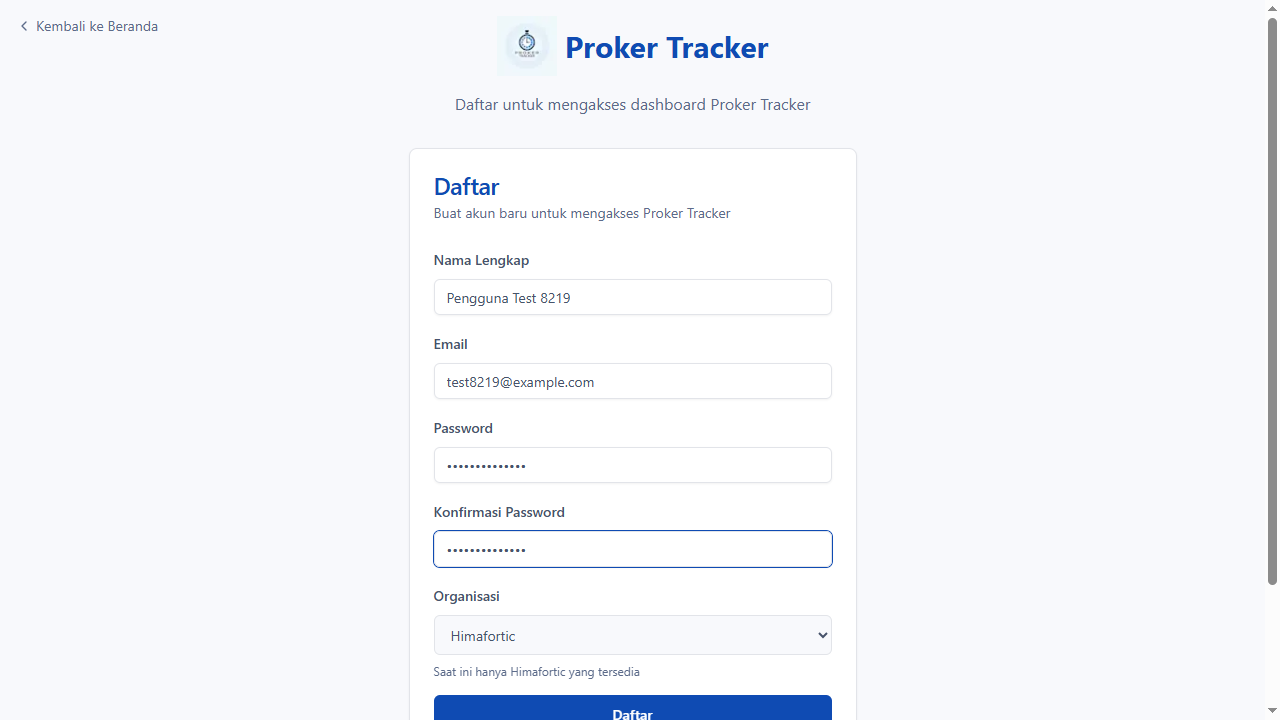 Kembali ke Beranda
Proker Tracker
Daftar untuk mengakses dashboard Proker Tracker
Daftar
Buat akun baru untuk mengakses Proker Tracker
Nama Lengkap
Pengguna Test 8219
Email
test8219@example.com
Password
••••••••••••••
Konfirmasi Password
••••••••••••••
Organisasi
Himafortic
Saat ini hanya Himafortic yang tersedia
Daftar